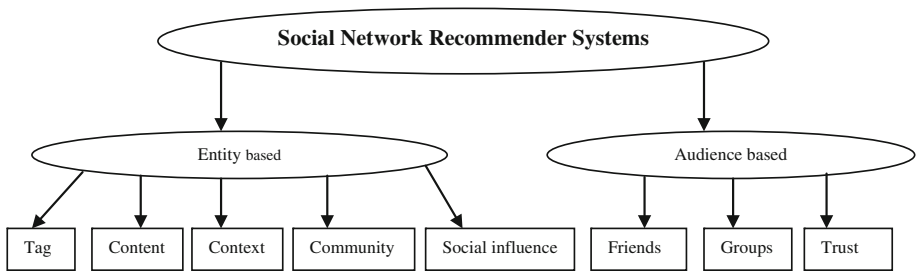 Social Network Recommender Systems
Entity based
Audience based
Tag
Content
Context
Community
Social influence
Friends
Groups
Trust